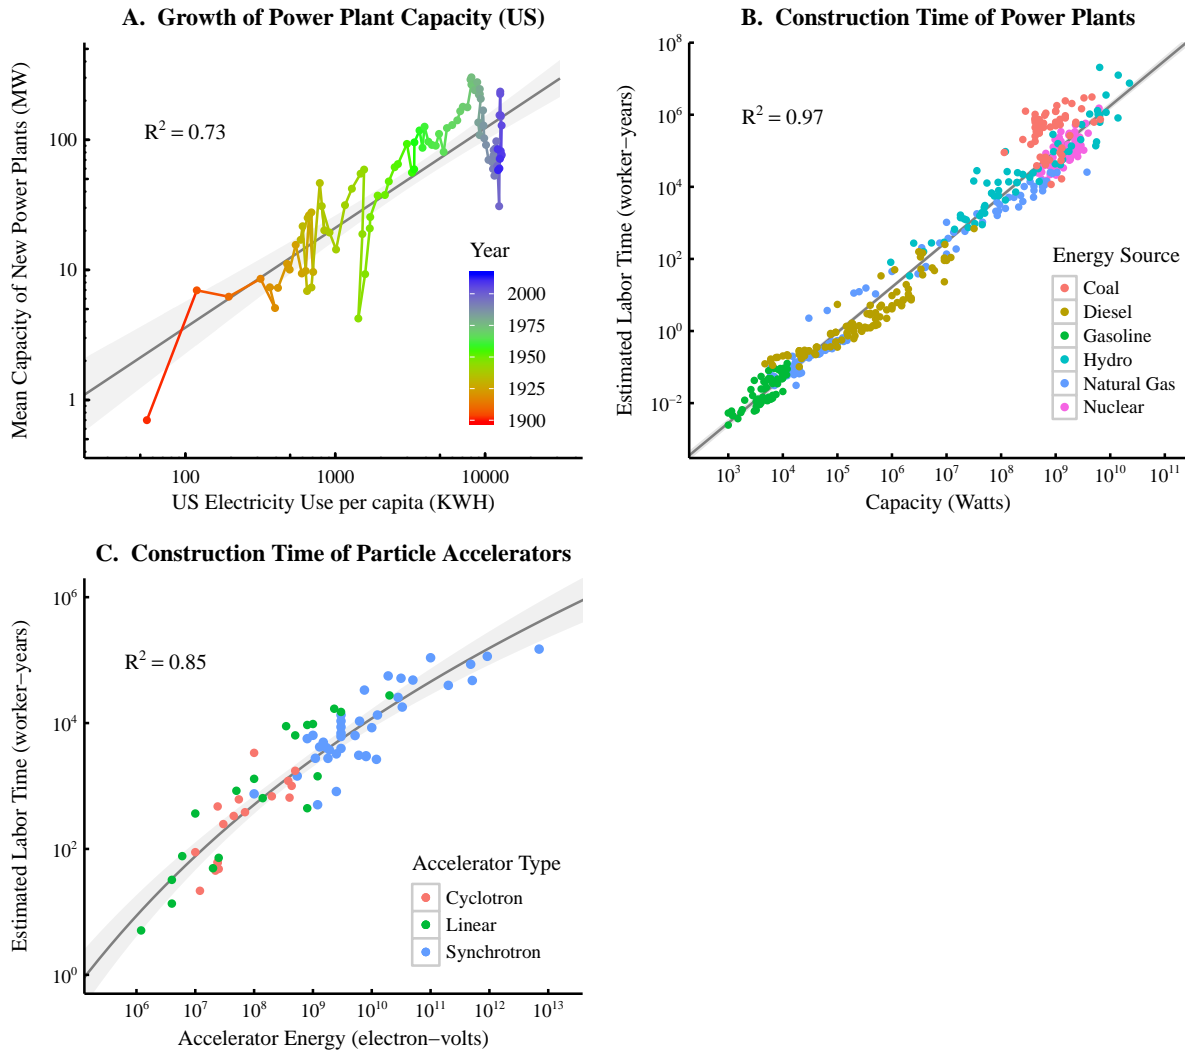 A. Growth of Power Plant Capacity (US)
Mean Capacity of New Power Plants (MW)
R² = 0.73
100
10
1
Year
2000
1975
1950
1925
1900
100
1000
10000
US Electricity Use per capita (KWH)
B. Construction Time of Power Plants
Estimated Labor Time (worker−years)
R² = 0.97
10⁸
10⁶
10⁴
10²
10⁰
10⁻²
Energy Source
Coal
Diesel
Gasoline
Hydro
Natural Gas
Nuclear
10³
10⁴
10⁵
10⁶
10⁷
10⁸
10⁹
10¹⁰
10¹¹
Capacity (Watts)
C. Construction Time of Particle Accelerators
Estimated Labor Time (worker−years)
R² = 0.85
10⁶
10⁴
10²
10⁰
Accelerator Type
Cyclotron
Linear
Synchrotron
10⁶
10⁷
10⁸
10⁹
10¹⁰
10¹¹
10¹²
10¹³
Accelerator Energy (electron−volts)